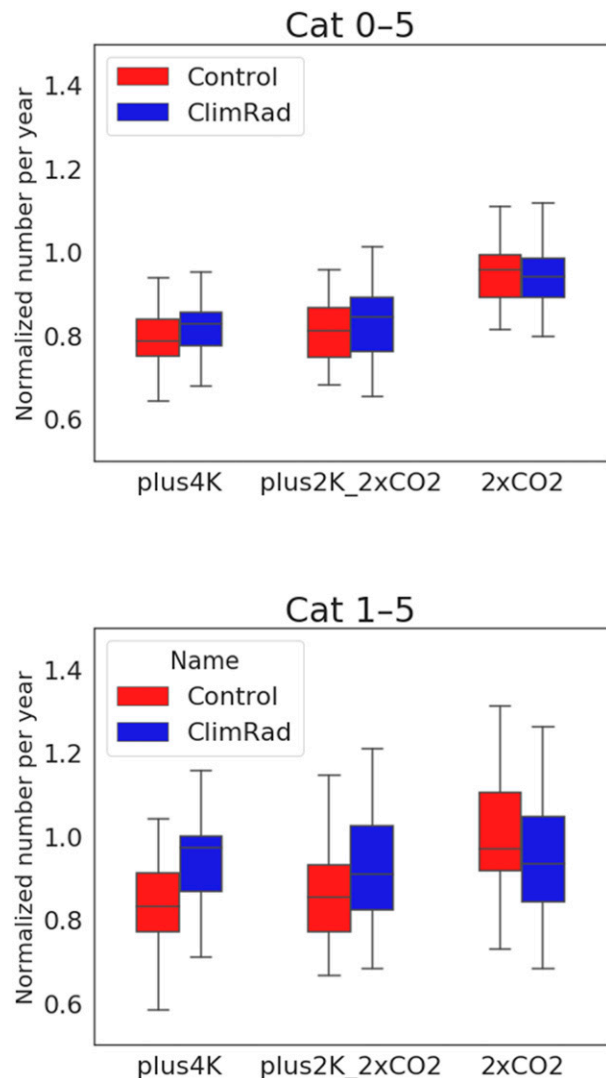 Cat 0–5
Control
ClimRad
Normalized number per year
1.4
1.2
1.0
0.8
0.6
plus4K plus2K_2xCO2 2xCO2
Cat 1–5
Name
Control
ClimRad
Normalized number per year
1.4
1.2
1.0
0.8
0.6
plus4K plus2K_2xCO2 2xCO2